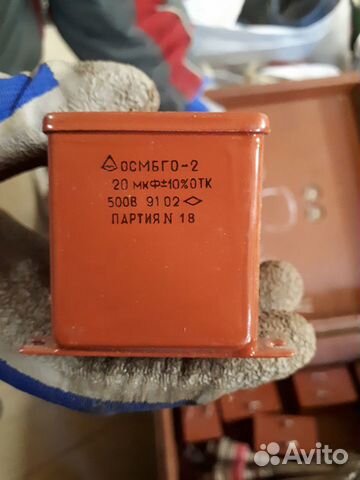 ОСМБГО-2
20 мкФ±10% ОТК
500В 9102
ПАРТИЯ N 18
Avito